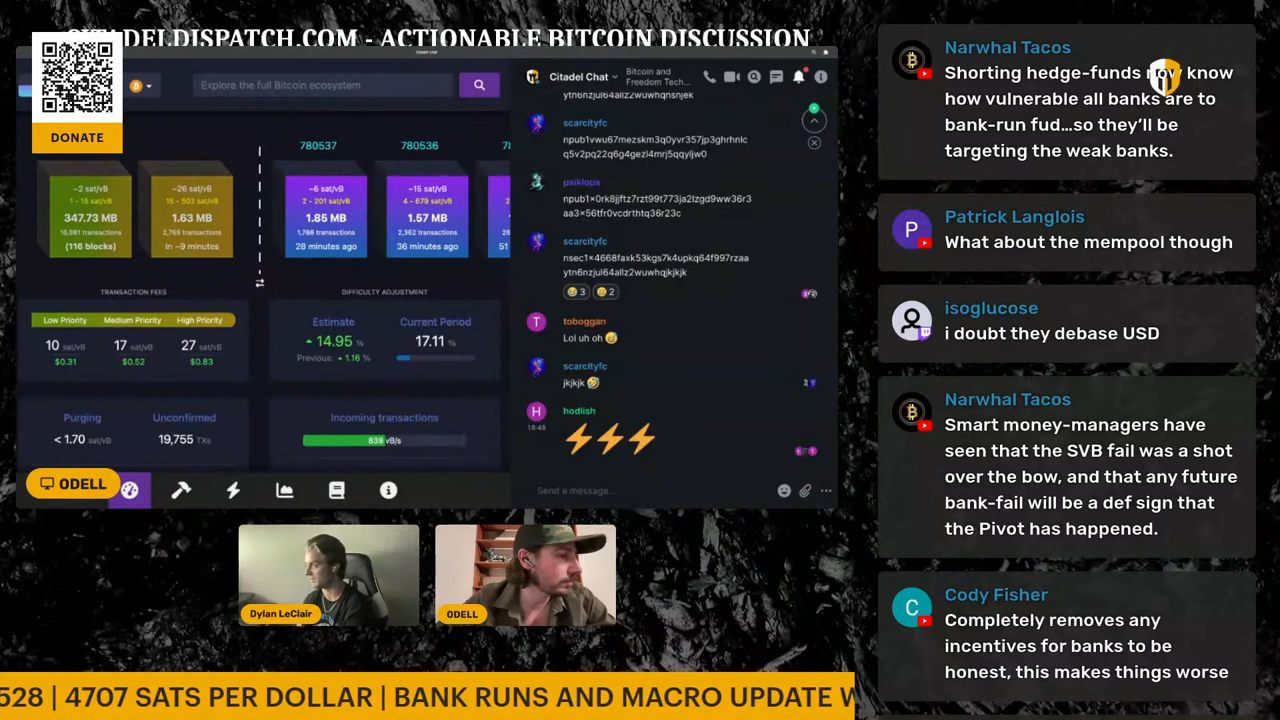 CITADELDISPATCH.COM - ACTIONABLE BITCOIN DISCUSSION
DONATE
Explore the full Bitcoin ecosystem
780537
780536
~2 sat/vB
1 - 15 sat/vB
347.73 MB
16,981 transactions
(116 blocks)
~26 sat/vB
15 - 502 sat/vB
1.63 MB
2,769 transactions
In ~9 minutes
~6 sat/vB
2 - 201 sat/vB
1.85 MB
1,788 transactions
28 minutes ago
~15 sat/vB
4 - 679 sat/vB
1.57 MB
2,362 transactions
36 minutes ago
51
TRANSACTION FEES
Low Priority
Medium Priority
High Priority
10 sat/vB
17 sat/vB
27 sat/vB
$0.31
$0.52
$0.83
DIFFICULTY ADJUSTMENT
Estimate
Current Period
14.95 %
17.11 %
Previous: 1.16 %
Purging
Unconfirmed
< 1.70 sat/vB
19,755 TXs
Incoming transactions
839 vB/s
ODELL
Citadel Chat
Bitcoin and
Freedom Tech...
scarcityfc
psiklops
scarcityfc
3
2
T
toboggan
Lol uh oh
scarcityfc
jkjkjk
H
hodlish
18:48
Send a message...
Dylan LeClair
ODELL
528 | 4707 SATS PER DOLLAR | BANK RUNS AND MACRO UPDATE W
Narwhal Tacos
Shorting hedge-funds now know
how vulnerable all banks are to
bank-run fud...so they'll be
targeting the weak banks.
P
Patrick Langlois
What about the mempool though
isoglucose
i doubt they debase USD
Narwhal Tacos
Smart money-managers have
seen that the SVB fail was a shot
over the bow, and that any future
bank-fail will be a def sign that
the Pivot has happened.
C
Cody Fisher
Completely removes any
incentives for banks to be
honest, this makes things worse